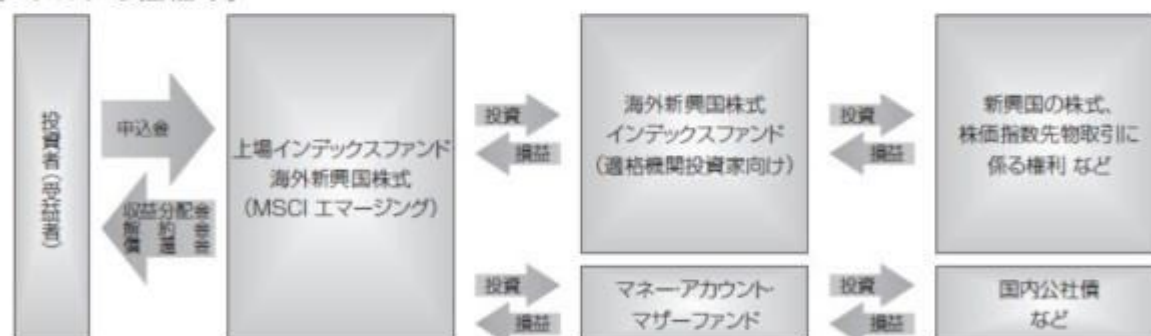 投資者(受益者)
申込金
収益分配金
解約金
償還金
上場インデックスファンド
海外新興国株式
(MSCI エマージング)
投資
損益
海外新興国株式
インデックスファンド
(適格機関投資家向け)
投資
損益
新興国の株式、
株価指数先物取引に
係る権利 など
投資
損益
マネー・アカウント・
マザーファンド
投資
損益
国内公社債
など